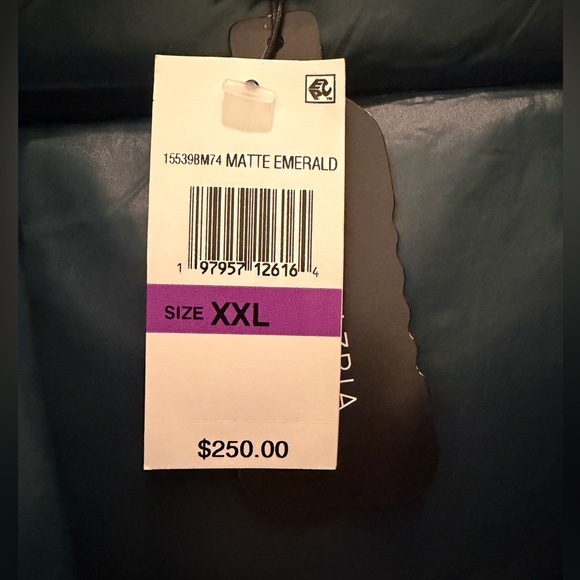 15539BM74 MATTE EMERALD
1 97957 12616 4
SIZE XXL
$250.00